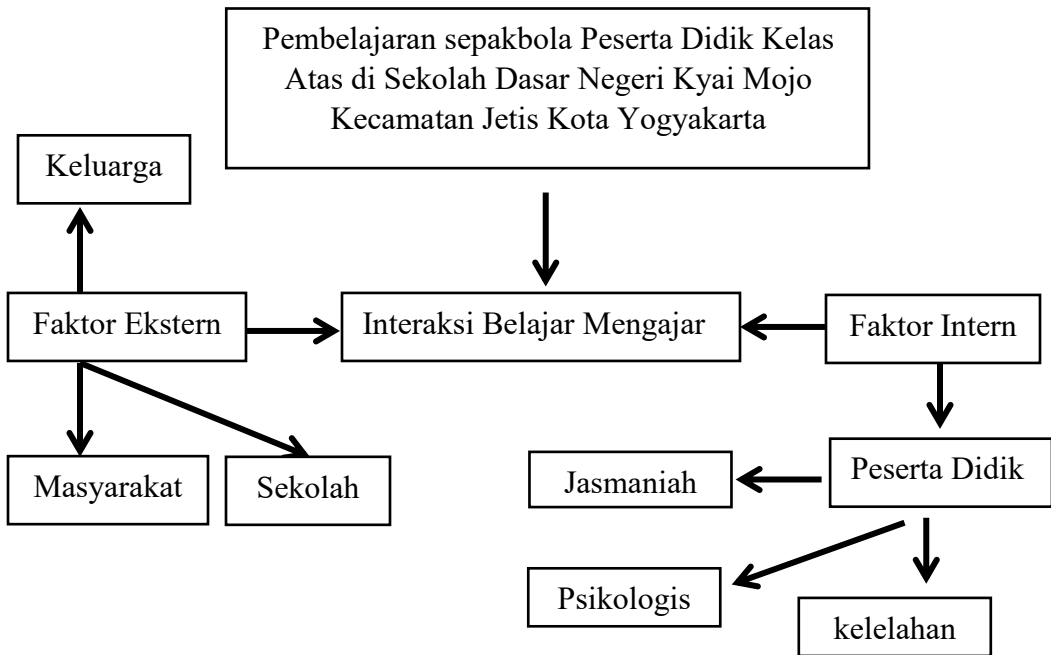 Pembelajaran sepakbola Peserta Didik Kelas
Atas di Sekolah Dasar Negeri Kyai Mojo
Kecamatan Jetis Kota Yogyakarta
Keluarga
Faktor Ekstern
Interaksi Belajar Mengajar
Faktor Intern
Masyarakat
Sekolah
Jasmaniah
Peserta Didik
Psikologis
kelelahan